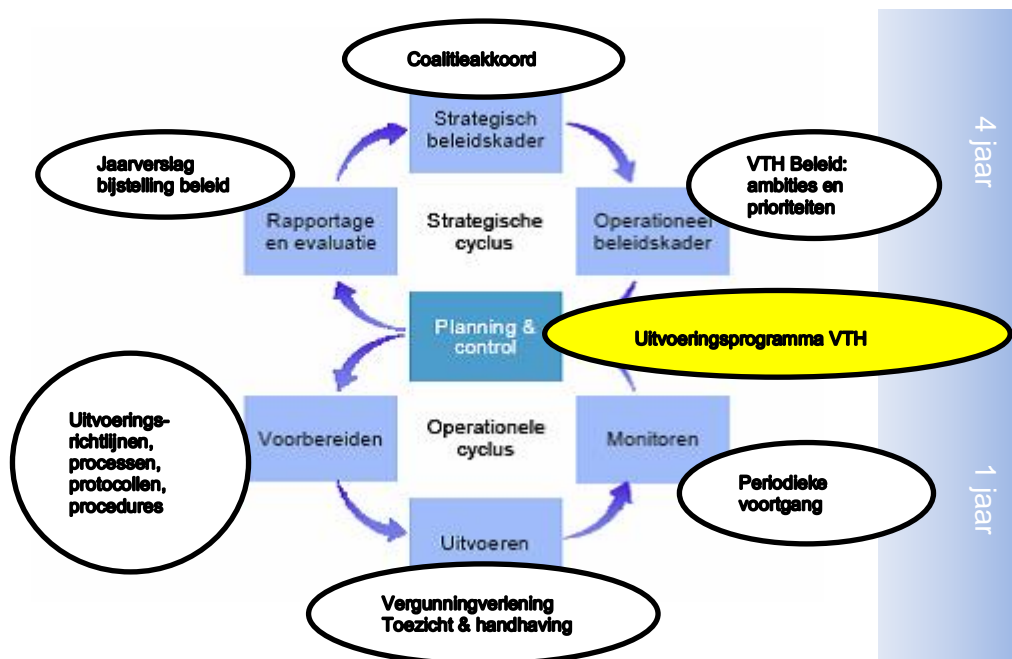 Coalitieakkoord
Strategisch
beleidskader
4 jaar
Jaarverslag
bijstelling beleid
VTH Beleid:
ambities en
prioriteiten
Rapportage
en evaluatie
Strategische
cyclus
Operationeel
beleidskader
Planning &
control
Uitvoeringsprogramma VTH
Uitvoerings-
richtlijnen,
processen,
protocollen,
procedures
Voorbereiden
Operationele
cyclus
Monitoren
1 jaar
Periodieke
voortgang
Uitvoeren
Vergunningverlening
Toezicht & handhaving